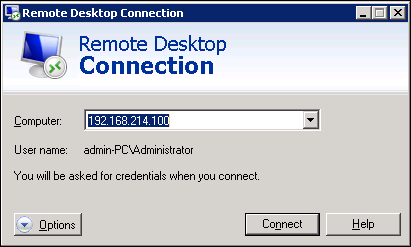 Remote Desktop Connection
Remote Desktop
Connection
Computer: 192.168.214.100
User name: admin-PC\Administrator
You will be asked for credentials when you connect.
Options Connect Help